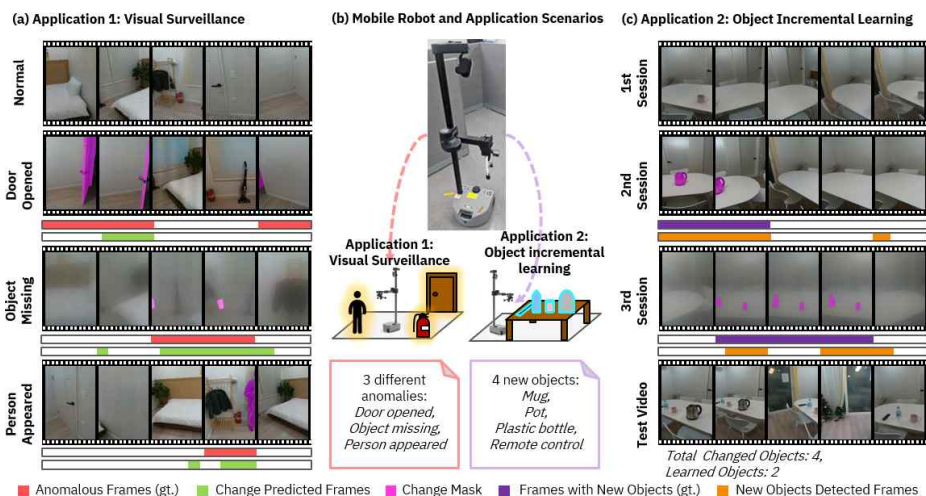 (a) Application 1: Visual Surveillance
(b) Mobile Robot and Application Scenarios
(c) Application 2: Object Incremental Learning
Normal
Door
Opened
Object
Missing
Person
Appeared
Application 1:
Visual Surveillance
Application 2:
Object incremental
learning
3 different
anomalies:
Door opened,
Object missing,
Person appeared
4 new objects:
Mug,
Pot,
Plastic bottle,
Remote control
1st
Session
2nd
Session
3rd
Session
Test Video
Total Changed Objects: 4,
Learned Objects: 2
Anomalous Frames (gt.)
Change Predicted Frames
Change Mask
Frames with New Objects (gt.)
New Objects Detected Frames